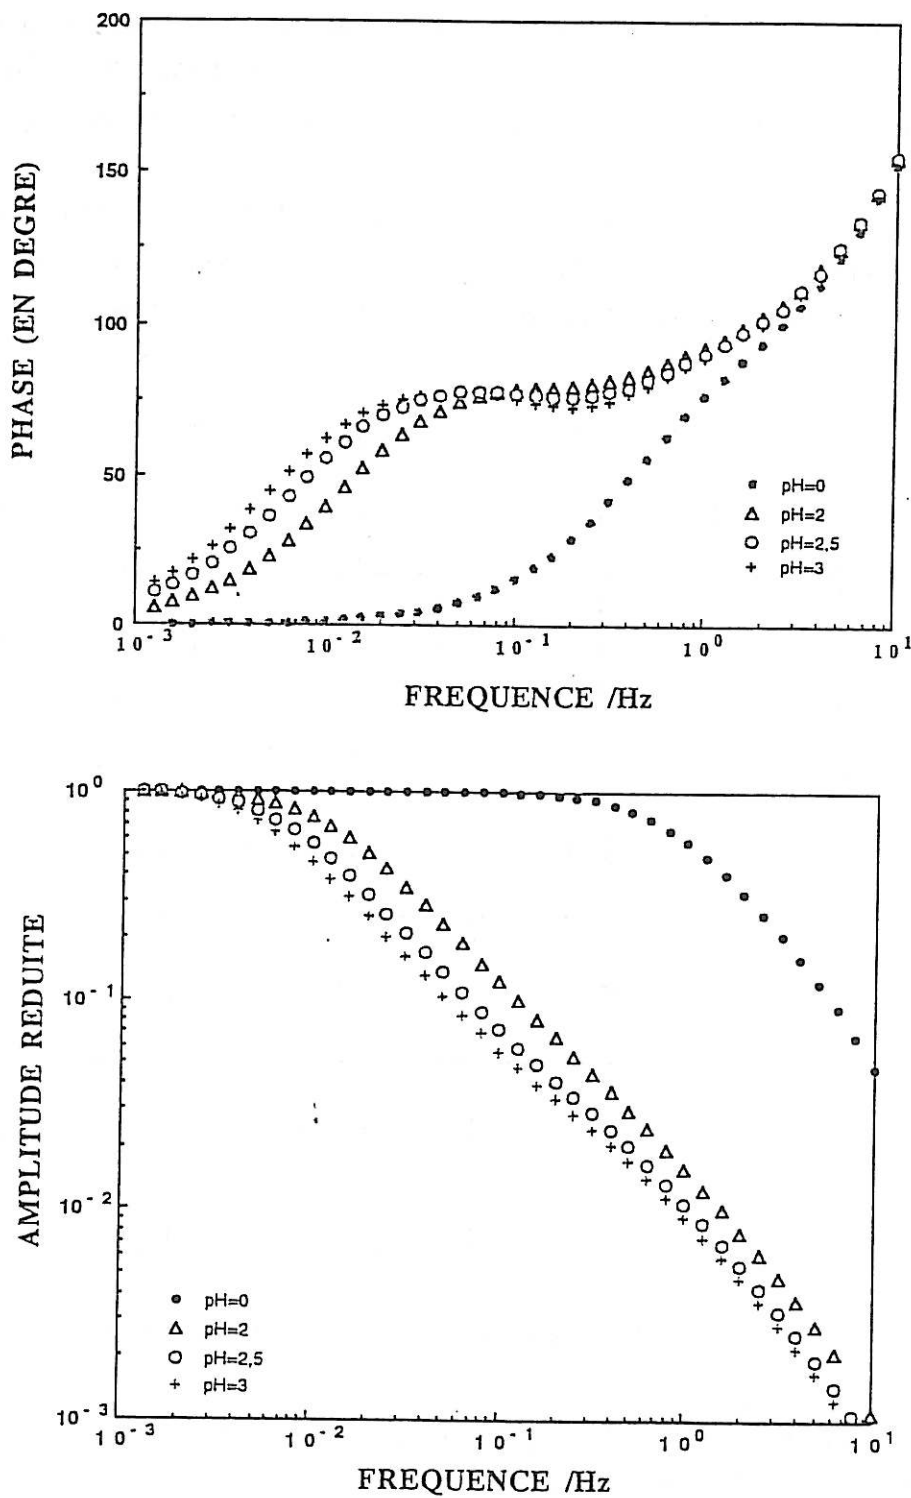 200
150
100
50
0
PHASE (EN DEGRE)
pH=0
pH=2
pH=2,5
pH=3
10-3 10-2 10-1 100 101
FREQUENCE /Hz
100
10-1
10-2
10-3
AMPLITUDE REDUITE
pH=0
pH=2
pH=2,5
pH=3
10-3 10-2 10-1 100 101
FREQUENCE /Hz